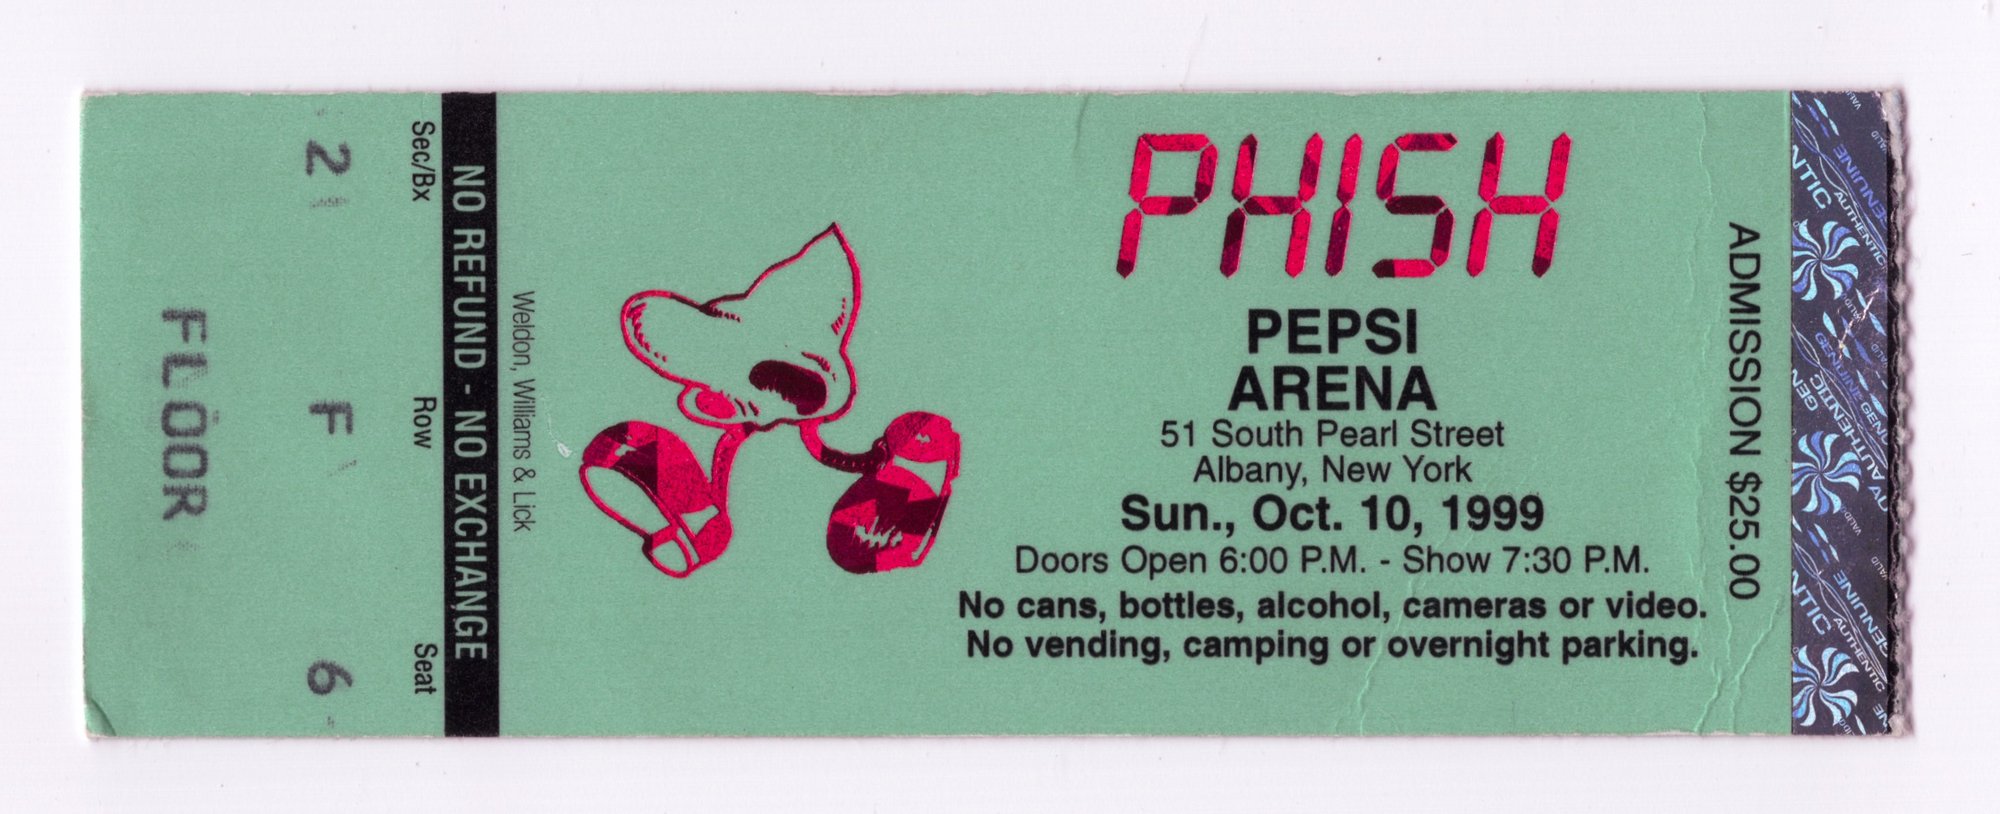 PHISH
PEPSI
ARENA
51 South Pearl Street
Albany, New York
Sun., Oct. 10, 1999
Doors Open 6:00 P.M. - Show 7:30 P.M.
No cans, bottles, alcohol, cameras or video.
No vending, camping or overnight parking.
ADMISSION $25.00
Weldon, Williams & Lick
NO REFUND - NO EXCHANGE
Sec/Bx Row Seat
2 F 6
FLOOR
GENUINE
AUTHENTIC
VALID